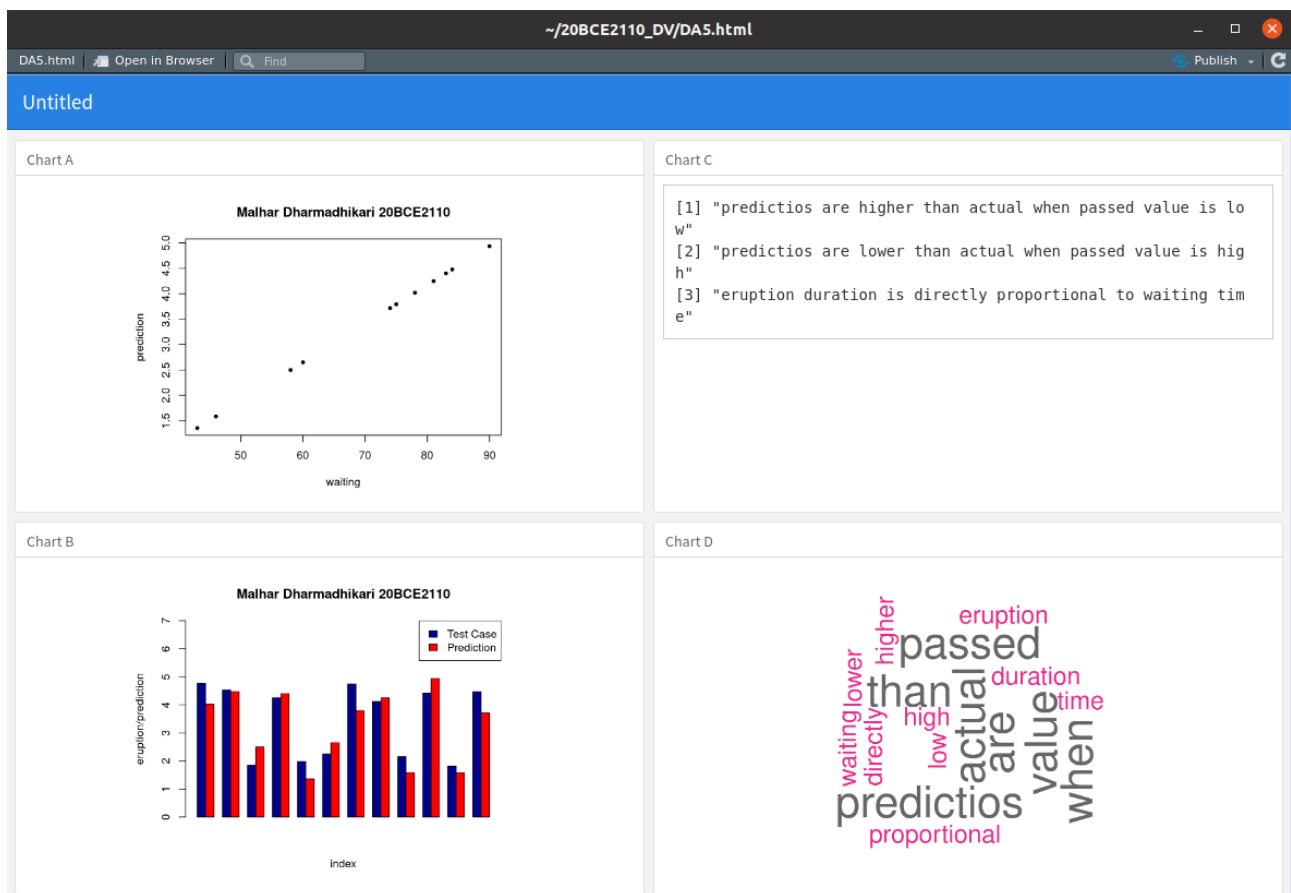 ~/20BCE2110_DV/DA5.html
DA5.html Open in Browser Find Publish
Untitled
Chart A
Malhar Dharmadhikari 20BCE2110
prediction
5.0
4.5
4.0
3.5
3.0
2.5
2.0
1.5
50 60 70 80 90
waiting
Chart C
[1] "predictios are higher than actual when passed value is lo
w"
[2] "predictios are lower than actual when passed value is hig
h"
[3] "eruption duration is directly proportional to waiting tim
e"
Chart B
Malhar Dharmadhikari 20BCE2110
eruption/prediction
7
6
5
4
3
2
1
0
Test Case
Prediction
index
Chart D
eruption
higher
passed
lower
than
actual
duration
time
waiting
directly
high
low
are
value
when
predictios
proportional